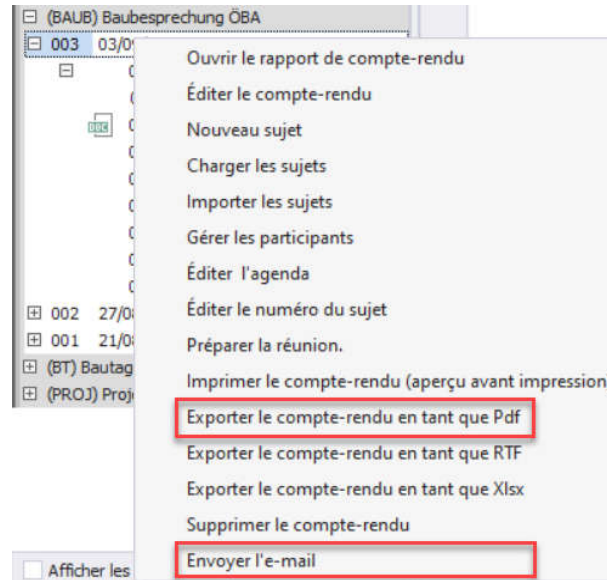 (BAUB) Baubesprechung ÖBA
003 03/09
Ouvrir le rapport de compte-rendu
Éditer le compte-rendu
Nouveau sujet
Charger les sujets
Importer les sujets
Gérer les participants
Éditer l'agenda
Éditer le numéro du sujet
002 27/08
Préparer la réunion.
001 21/08
(BT) Bautag
Imprimer le compte-rendu (aperçu avant impression
(PROJ) Proj
Exporter le compte-rendu en tant que Pdf
Exporter le compte-rendu en tant que RTF
Exporter le compte-rendu en tant que Xlsx
Supprimer le compte-rendu
Envoyer l'e-mail
Afficher les